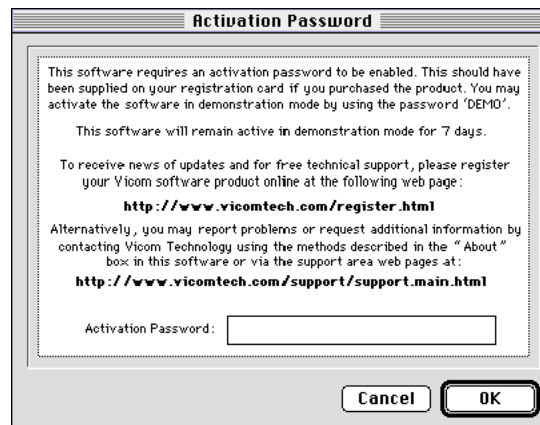 Activation Password
This software requires an activation password to be enabled. This should have
been supplied on your registration card if you purchased the product. You may
activate the software in demonstration mode by using the password 'DEMO'.
This software will remain active in demonstration mode for 7 days.
To receive news of updates and for free technical support, please register
your Vicom software product online at the following web page:
http://www.vicomtech.com/register.html
Alternatively, you may report problems or request additional information by
contacting Vicom Technology using the methods described in the "About"
box in this software or via the support area web pages at:
http://www.vicomtech.com/support/support.main.html
Activation Password:
Cancel OK